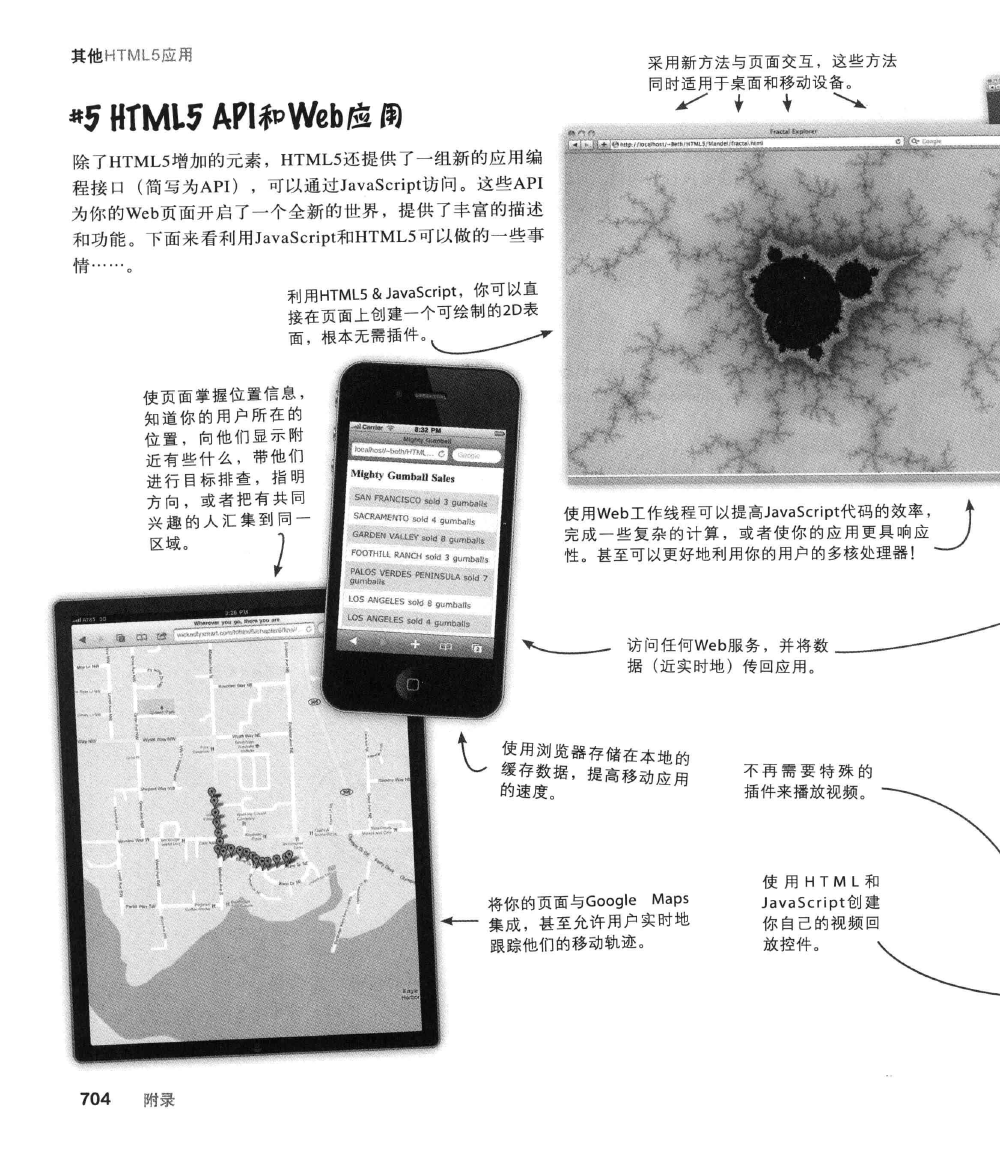 其他HTML5应用
#5 HTML5 API和Web应用
除了HTML5增加的元素，HTML5还提供了一组新的应用编
程接口（简写为API），可以通过JavaScript访问。这些API
为你的Web页面开启了一个全新的世界，提供了丰富的描述
和功能。下面来看利用JavaScript和HTML5可以做的一些事
情……。
采用新方法与页面交互，这些方法
同时适用于桌面和移动设备。
Fractal Explorer
http://localhost/~Beth/HTML5/Mandel/fractal.html
Google
利用HTML5 & JavaScript，你可以直
接在页面上创建一个可绘制的2D表
面，根本无需插件。
使页面掌握位置信息，
知道你的用户所在的
位置，向他们显示附
近有些什么，带他们
进行目标排查，指明
方向，或者把有共同
兴趣的人汇集到同一
区域。
Carrier
8:32 PM
Mighty Gumball
localhost/~beth/HTML...
Google
Mighty Gumball Sales
SAN FRANCISCO sold 3 gumballs
SACRAMENTO sold 4 gumballs
GARDEN VALLEY sold 8 gumballs
FOOTHILL RANCH sold 3 gumballs
PALOS VERDES PENINSULA sold 7
gumballs
LOS ANGELES sold 8 gumballs
LOS ANGELES sold 4 gumballs
使用Web工作线程可以提高JavaScript代码的效率，
完成一些复杂的计算，或者使你的应用更具响应
性。甚至可以更好地利用你的用户的多核处理器！
访问任何Web服务，并将数
据（近实时地）传回应用。
AT&T 3G
3:26 PM
Wherever you go, there you are
使用浏览器存储在本地的
缓存数据，提高移动应用
的速度。
不再需要特殊的
插件来播放视频。
将你的页面与Google Maps
集成，甚至允许用户实时地
跟踪他们的移动轨迹。
使用HTML和
JavaScript创建
你自己的视频回
放控件。
Eagle
Harbor
704 附录